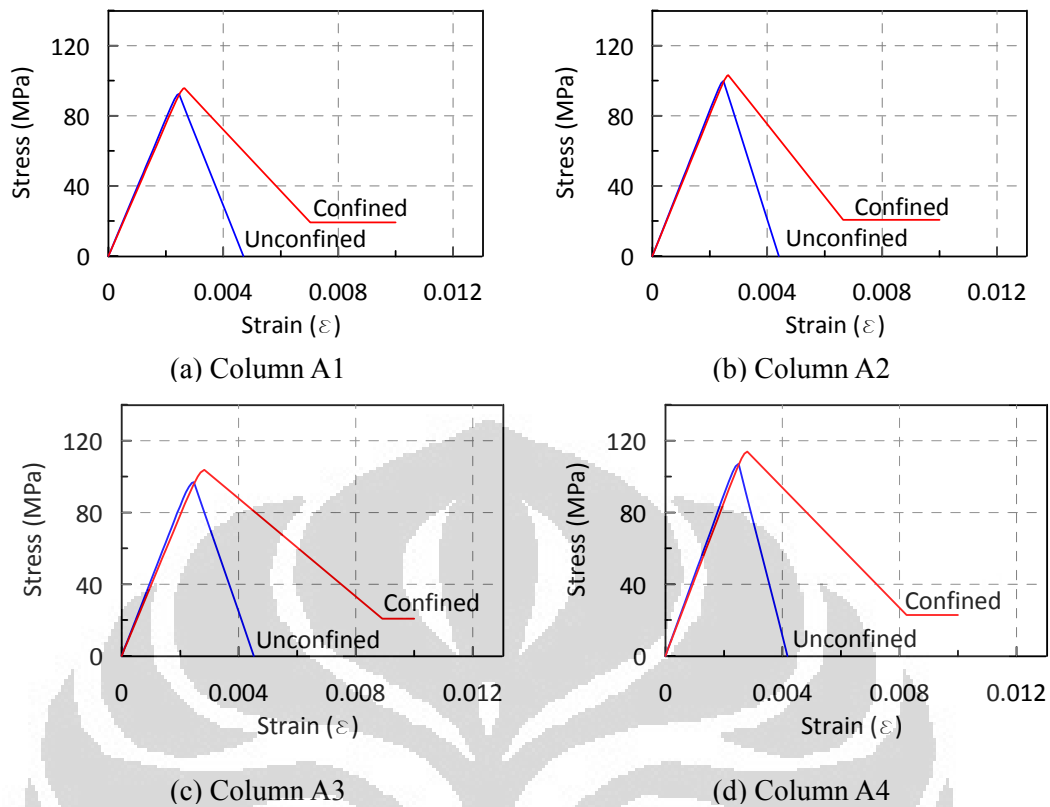 120
80
40
0
Stress (MPa)
Confined
Unconfined
0 0.004 0.008 0.012
Strain (ε)
(a) Column A1
120
80
40
0
Stress (MPa)
Confined
Unconfined
0 0.004 0.008 0.012
Strain (ε)
(b) Column A2
120
80
40
0
Stress (MPa)
Confined
Unconfined
0 0.004 0.008 0.012
Strain (ε)
(c) Column A3
120
80
40
0
Stress (MPa)
Confined
Unconfined
0 0.004 0.008 0.012
Strain (ε)
(d) Column A4